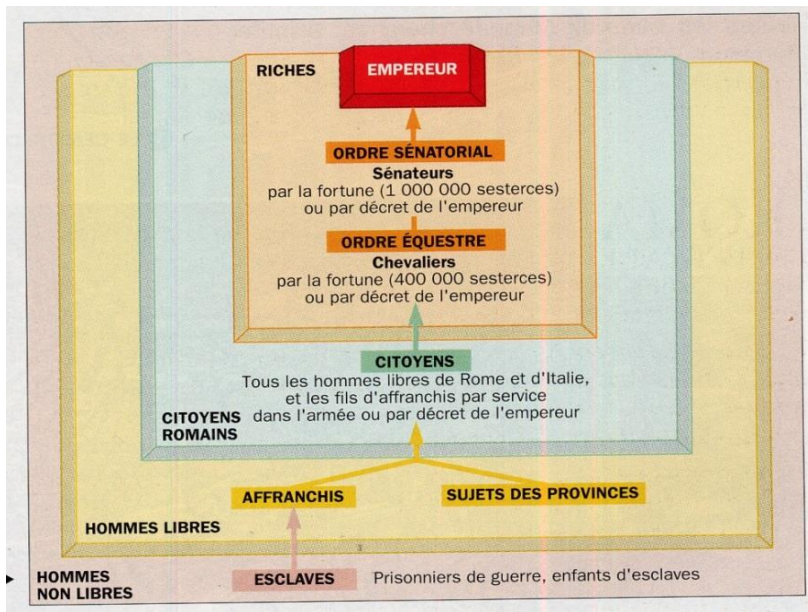 RICHES
EMPEREUR
ORDRE SÉNATORIAL
Sénateurs
par la fortune (1 000 000 sesterces)
ou par décret de l'empereur
ORDRE ÉQUESTRE
Chevaliers
par la fortune (400 000 sesterces)
ou par décret de l'empereur
CITOYENS
Tous les hommes libres de Rome et d'Italie,
et les fils d'affranchis par service
dans l'armée ou par décret de l'empereur
CITOYENS
ROMAINS
AFFRANCHIS
SUJETS DES PROVINCES
HOMMES LIBRES
HOMMES
NON LIBRES
ESCLAVES
Prisonniers de guerre, enfants d'esclaves